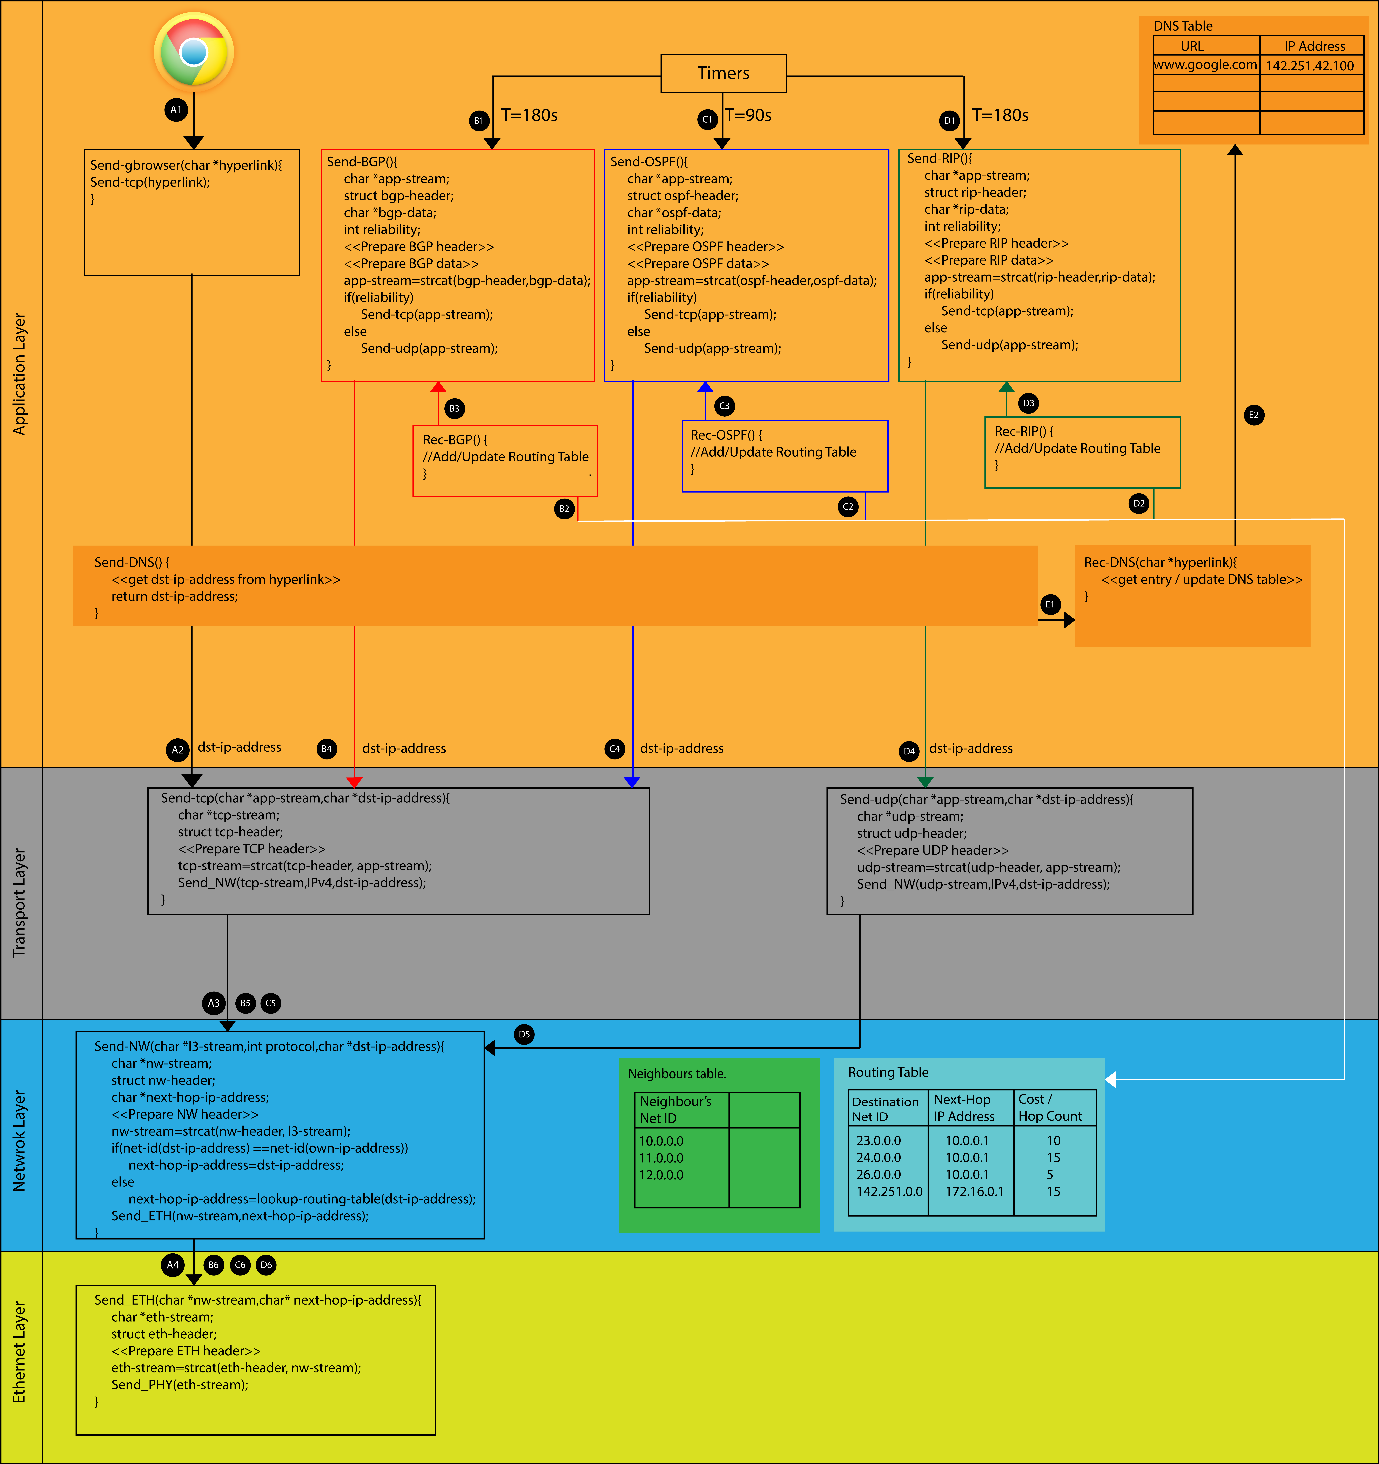 DNS Table
URL
IP Address
www.google.com
142.251.42.100
Timers
A1
B1
T=180s
C1
T=90s
D1
T=180s
Send-gbrowser(char *hyperlink){
Send-tcp(hyperlink);
}
Send-BGP(){
char *app-stream;
struct bgp-header;
char *bgp-data;
int reliability;
<<Prepare BGP header>>
<<Prepare BGP data>>
app-stream=strcat(bgp-header,bgp-data);
if(reliability)
Send-tcp(app-stream);
else
Send-udp(app-stream);
}
Send-OSPF(){
char *app-stream;
struct ospf-header;
char *ospf-data;
int reliability;
<<Prepare OSPF header>>
<<Prepare OSPF data>>
app-stream=strcat(ospf-header,ospf-data);
if(reliability)
Send-tcp(app-stream);
else
Send-udp(app-stream);
}
Send-RIP(){
char *app-stream;
struct rip-header;
char *rip-data;
int reliability;
<<Prepare RIP header>>
<<Prepare RIP data>>
app-stream=strcat(rip-header,rip-data);
if(reliability)
Send-tcp(app-stream);
else
Send-udp(app-stream);
}
Application Layer
B3
C3
D3
E2
Rec-BGP() {
//Add/Update Routing Table
}
Rec-OSPF() {
//Add/Update Routing Table
}
Rec-RIP() {
//Add/Update Routing Table
}
B2
C2
D2
Send-DNS() {
<<get dst-ip-address from hyperlink>>
return dst-ip-address;
}
E1
Rec-DNS(char *hyperlink){
<<get entry / update DNS table>>
}
A2
dst-ip-address
B4
dst-ip-address
C4
dst-ip-address
D4
dst-ip-address
Transport Layer
Send-tcp(char *app-stream,char *dst-ip-address){
char *tcp-stream;
struct tcp-header;
<<Prepare TCP header>>
tcp-stream=strcat(tcp-header, app-stream);
Send_NW(tcp-stream,IPv4,dst-ip-address);
}
Send-udp(char *app-stream,char *dst-ip-address){
char *udp-stream;
struct udp-header;
<<Prepare UDP header>>
udp-stream=strcat(udp-header, app-stream);
Send_NW(udp-stream,IPv4,dst-ip-address);
}
A3
B5
C5
D5
Netwrok Layer
Send-NW(char *l3-stream,int protocol,char *dst-ip-address){
char *nw-stream;
struct nw-header;
char *next-hop-ip-address;
<<Prepare NW header>>
nw-stream=strcat(nw-header, l3-stream);
if(net-id(dst-ip-address) ==net-id(own-ip-address))
next-hop-ip-address=dst-ip-address;
else
next-hop-ip-address=lookup-routing-table(dst-ip-address);
Send_ETH(nw-stream,next-hop-ip-address);
}
Neighbours table.
Neighbour's
Net ID
10.0.0.0
11.0.0.0
12.0.0.0
Routing Table
Destination
Net ID
Next-Hop
IP Address
Cost /
Hop Count
23.0.0.0 10.0.0.1 10
24.0.0.0 10.0.0.1 15
26.0.0.0 10.0.0.1 5
142.251.0.0 172.16.0.1 15
A4
B6
C6
D6
Ethernet Layer
Send_ETH(char *nw-stream,char* next-hop-ip-address){
char *eth-stream;
struct eth-header;
<<Prepare ETH header>>
eth-stream=strcat(eth-header, nw-stream);
Send_PHY(eth-stream);
}